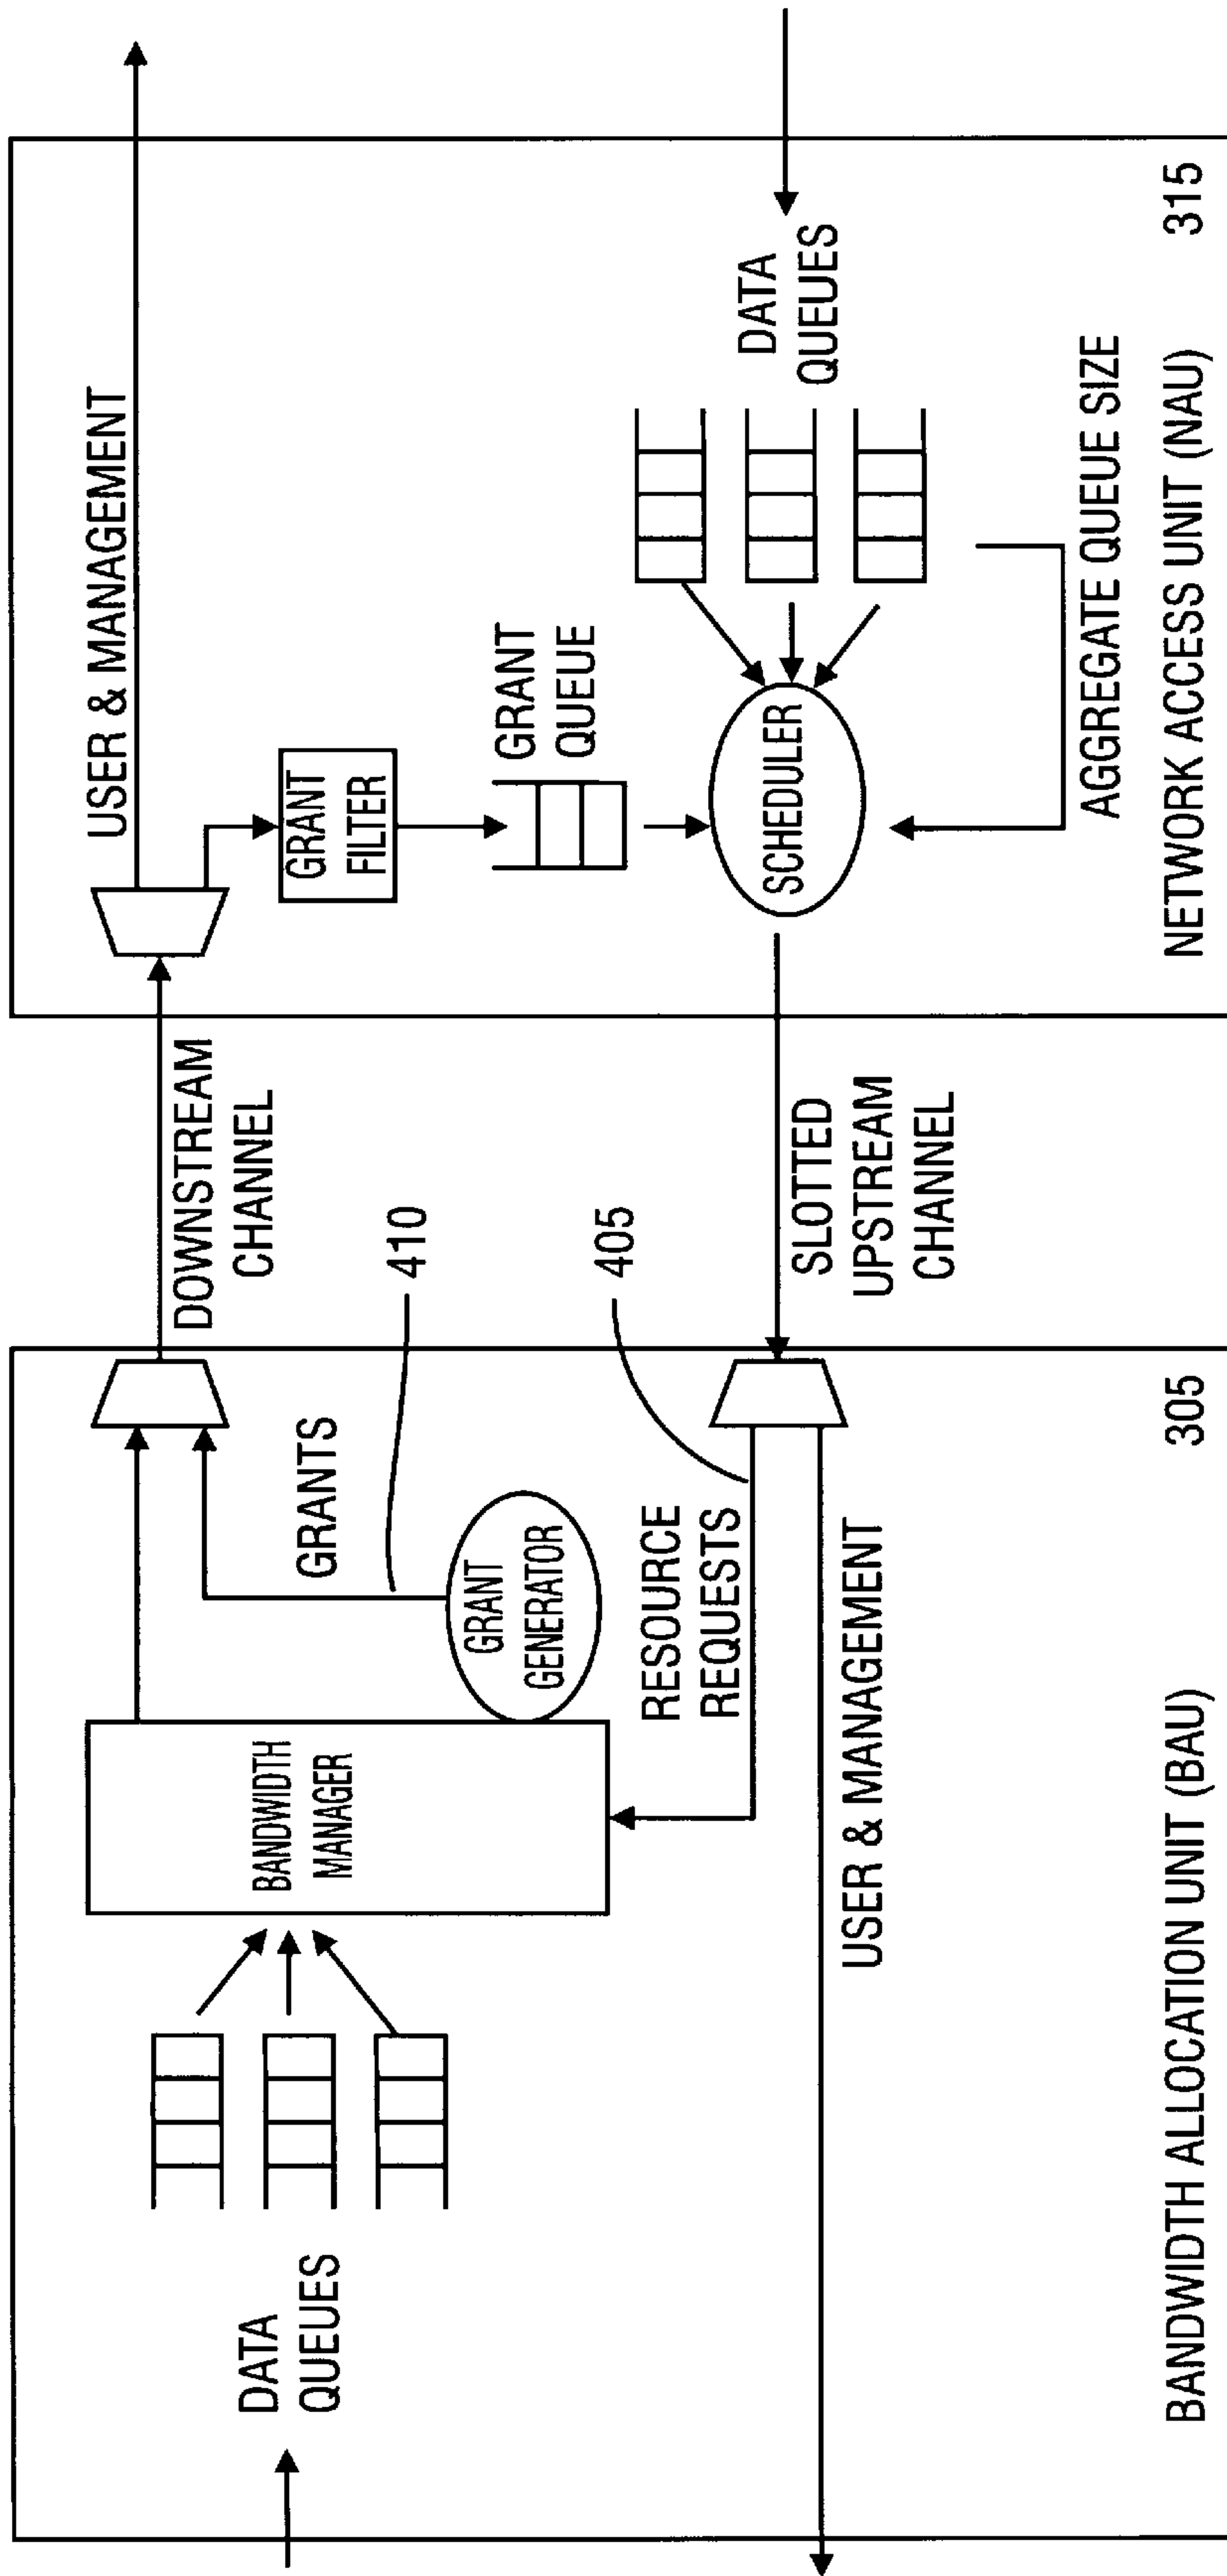 DATA
QUEUES
BANDWIDTH
MANAGER
GRANT
GENERATOR
GRANTS
410
RESOURCE
REQUESTS
405
USER & MANAGEMENT
BANDWIDTH ALLOCATION UNIT (BAU)
305
DOWNSTREAM
CHANNEL
SLOTTED
UPSTREAM
CHANNEL
USER & MANAGEMENT
GRANT
FILTER
GRANT
QUEUE
SCHEDULER
DATA
QUEUES
AGGREGATE QUEUE SIZE
NETWORK ACCESS UNIT (NAU)
315